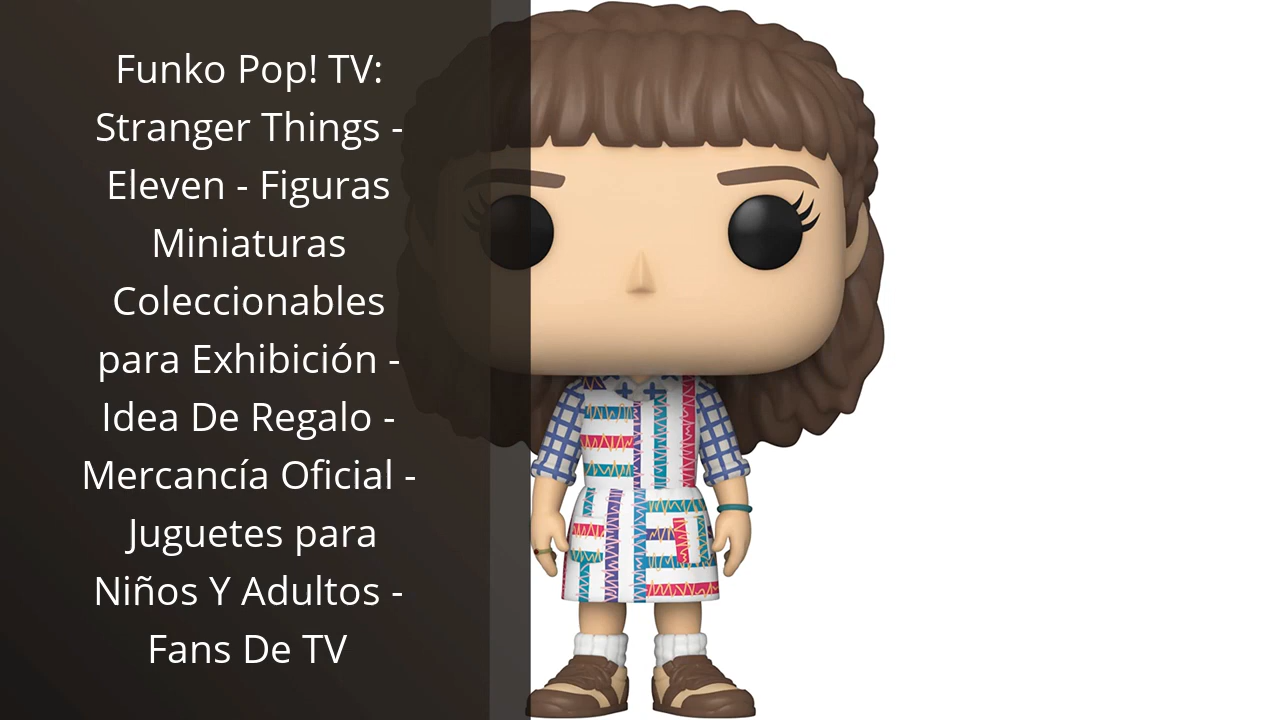 Funko Pop! TV:
Stranger Things -
Eleven - Figuras
Miniaturas
Coleccionables
para Exhibición -
Idea De Regalo -
Mercancía Oficial -
Juguetes para
Niños Y Adultos -
Fans De TV